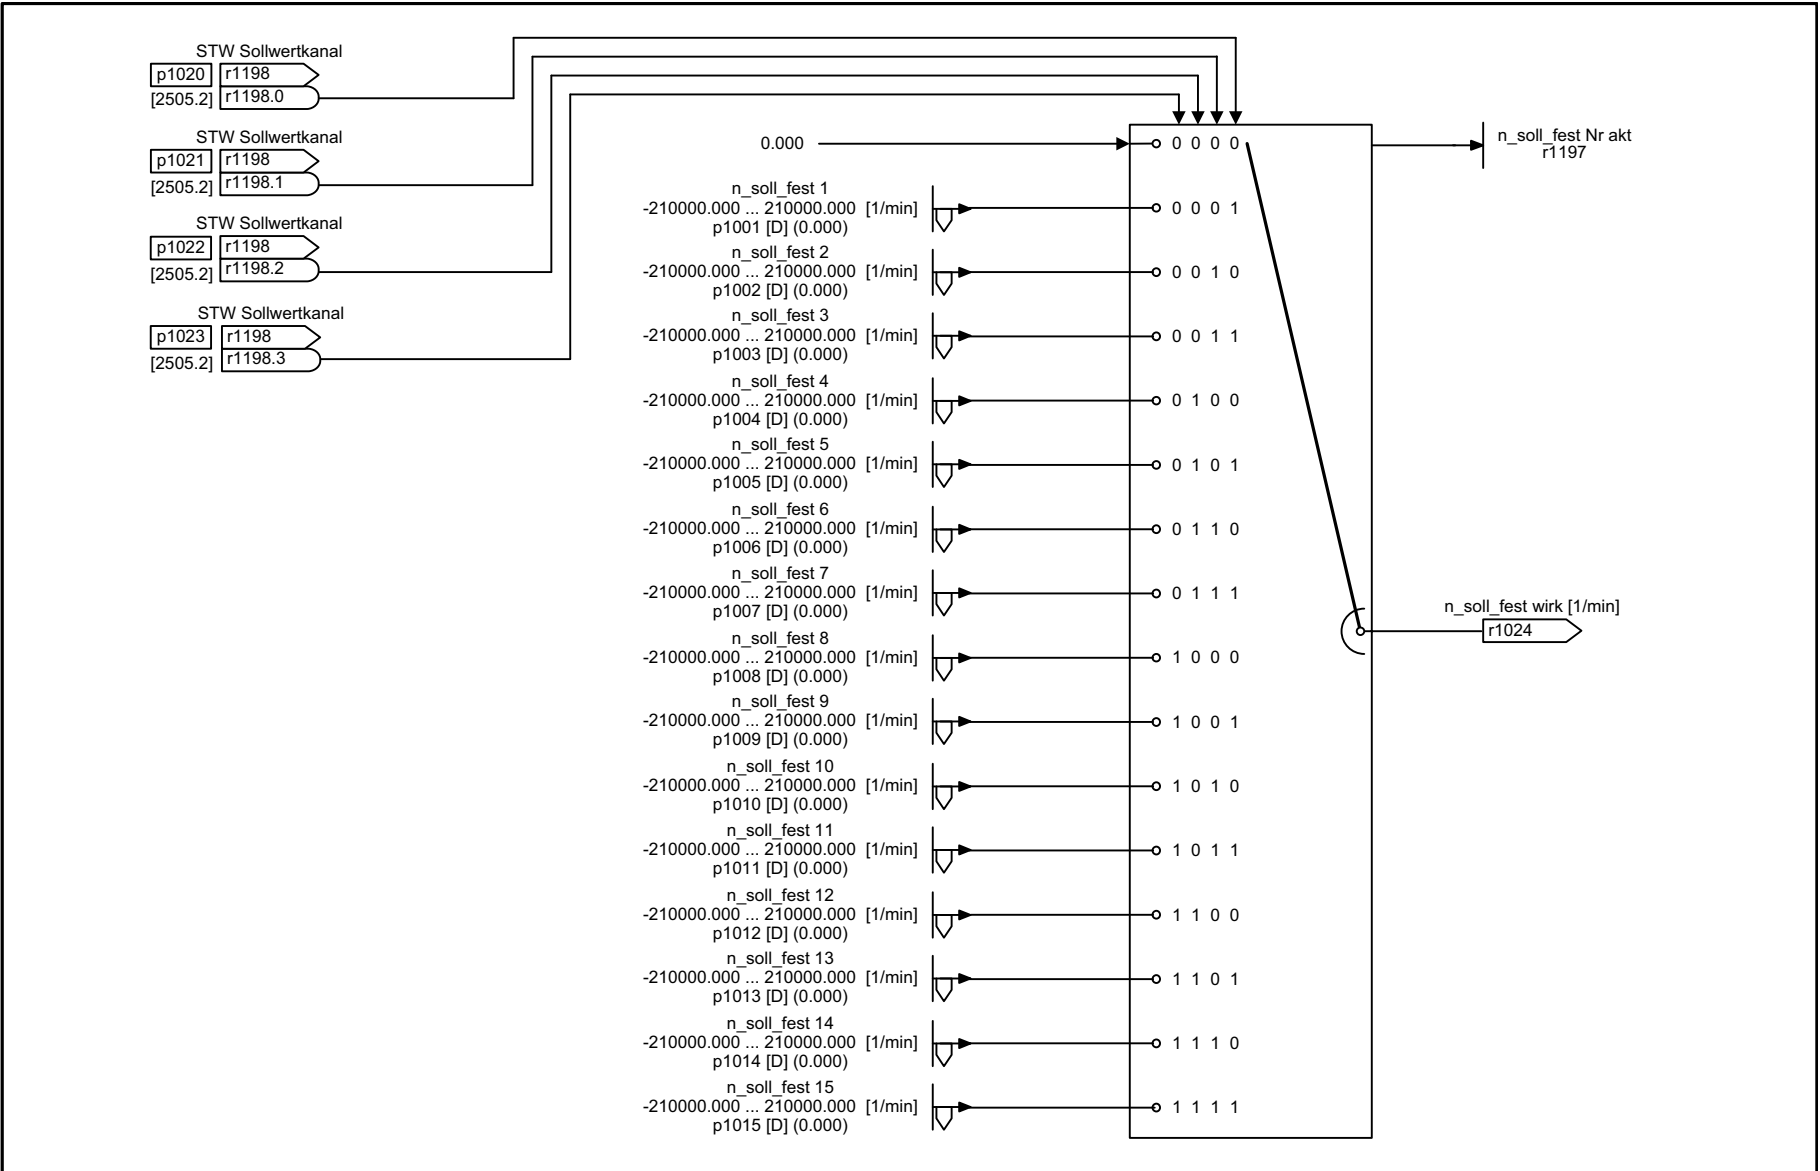 STW Sollwertkanal
p1020 r1198
[2505.2] r1198.0
STW Sollwertkanal
p1021 r1198
[2505.2] r1198.1
STW Sollwertkanal
p1022 r1198
[2505.2] r1198.2
STW Sollwertkanal
p1023 r1198
[2505.2] r1198.3
0.000 0 0 0 0
n_soll_fest 1
-210000.000 ... 210000.000 [1/min] 0 0 0 1
p1001 [D] (0.000)
n_soll_fest 2
-210000.000 ... 210000.000 [1/min] 0 0 1 0
p1002 [D] (0.000)
n_soll_fest 3
-210000.000 ... 210000.000 [1/min] 0 0 1 1
p1003 [D] (0.000)
n_soll_fest 4
-210000.000 ... 210000.000 [1/min] 0 1 0 0
p1004 [D] (0.000)
n_soll_fest 5
-210000.000 ... 210000.000 [1/min] 0 1 0 1
p1005 [D] (0.000)
n_soll_fest 6
-210000.000 ... 210000.000 [1/min] 0 1 1 0
p1006 [D] (0.000)
n_soll_fest 7
-210000.000 ... 210000.000 [1/min] 0 1 1 1
p1007 [D] (0.000)
n_soll_fest 8
-210000.000 ... 210000.000 [1/min] 1 0 0 0
p1008 [D] (0.000)
n_soll_fest 9
-210000.000 ... 210000.000 [1/min] 1 0 0 1
p1009 [D] (0.000)
n_soll_fest 10
-210000.000 ... 210000.000 [1/min] 1 0 1 0
p1010 [D] (0.000)
n_soll_fest 11
-210000.000 ... 210000.000 [1/min] 1 0 1 1
p1011 [D] (0.000)
n_soll_fest 12
-210000.000 ... 210000.000 [1/min] 1 1 0 0
p1012 [D] (0.000)
n_soll_fest 13
-210000.000 ... 210000.000 [1/min] 1 1 0 1
p1013 [D] (0.000)
n_soll_fest 14
-210000.000 ... 210000.000 [1/min] 1 1 1 0
p1014 [D] (0.000)
n_soll_fest 15
-210000.000 ... 210000.000 [1/min] 1 1 1 1
p1015 [D] (0.000)
n_soll_fest Nr akt
r1197
n_soll_fest wirk [1/min]
r1024